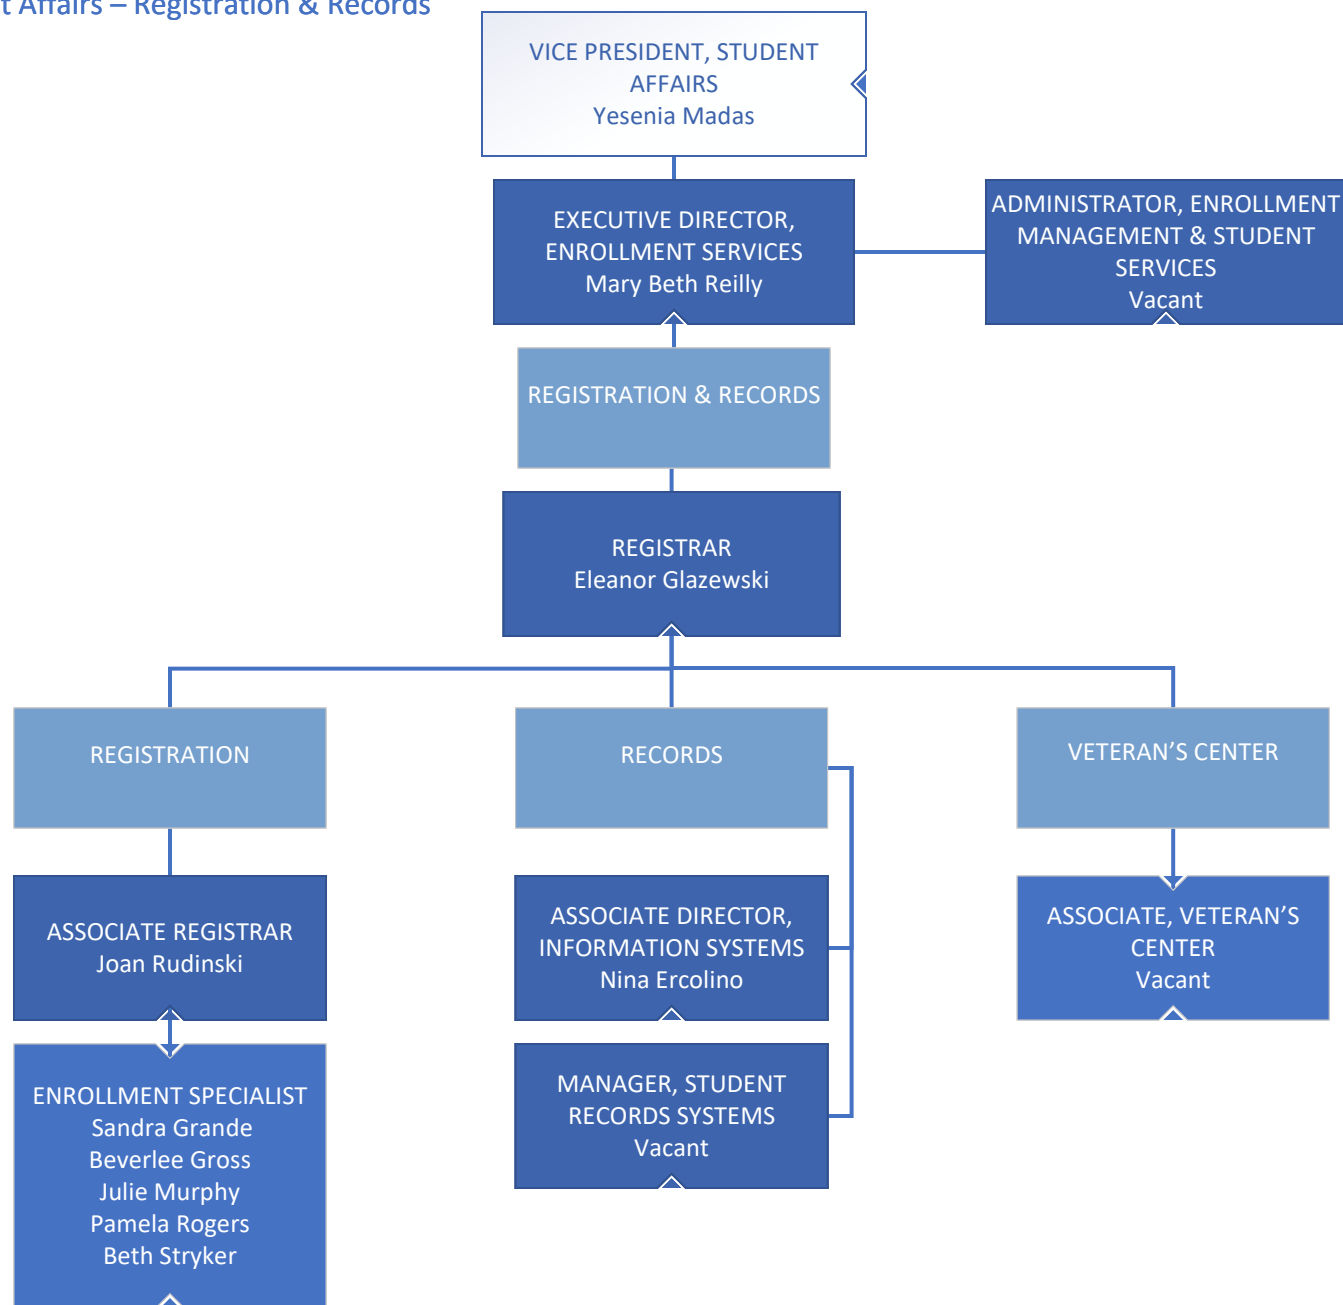 t Affairs – Registration & Records
VICE PRESIDENT, STUDENT
AFFAIRS
Yesenia Madas
EXECUTIVE DIRECTOR,
ENROLLMENT SERVICES
Mary Beth Reilly
ADMINISTRATOR, ENROLLMENT
MANAGEMENT & STUDENT
SERVICES
Vacant
REGISTRATION & RECORDS
REGISTRAR
Eleanor Glazewski
REGISTRATION
RECORDS
VETERAN’S CENTER
ASSOCIATE REGISTRAR
Joan Rudinski
ASSOCIATE DIRECTOR,
INFORMATION SYSTEMS
Nina Ercolino
ASSOCIATE, VETERAN’S
CENTER
Vacant
ENROLLMENT SPECIALIST
Sandra Grande
Beverlee Gross
Julie Murphy
Pamela Rogers
Beth Stryker
MANAGER, STUDENT
RECORDS SYSTEMS
Vacant